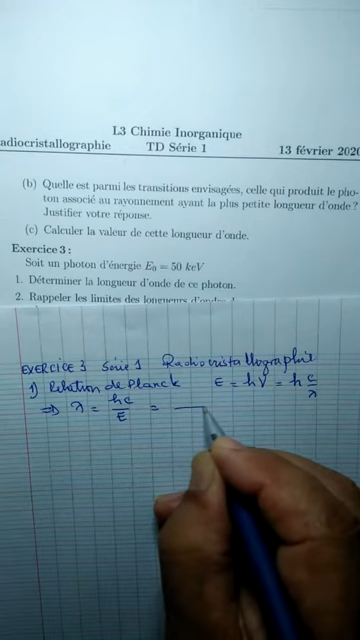 L3 Chimie Inorganique
adiocristallographie TD Série 1 13 février 2020
(b) Quelle est parmi les transitions envisagées, celle qui produit le pho-
ton associé au rayonnement ayant la plus petite longueur d'onde ?
Justifier votre réponse.
(c) Calculer la valeur de cette longueur d'onde.
Exercice 3 :
Soit un photon d'énergie E₀ = 50 keV
1. Déterminer la longueur d'onde de ce photon.
2. Rappeler les limites des longueurs d'ondes
EXERCICE 3 Série 1 Radiocristallographie
1) Relation de Planck E = hν = h c/λ
⇒ λ = hc/E =